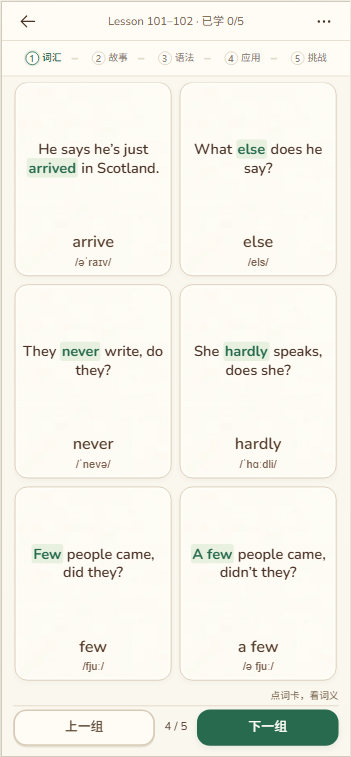 Lesson 101–102 · 已学 0/5
1 词汇 – 2 故事 – 3 语法 – 4 应用 – 5 挑战
He says he's just
arrived in Scotland.
arrive
/əˈraɪv/
What else does he
say?
else
/els/
They never write, do
they?
never
/ˈnevə/
She hardly speaks,
does she?
hardly
/ˈhɑːdli/
Few people came,
did they?
few
/fjuː/
A few people came,
didn't they?
a few
/ə fjuː/
点词卡，看词义
上一组
4 / 5
下一组